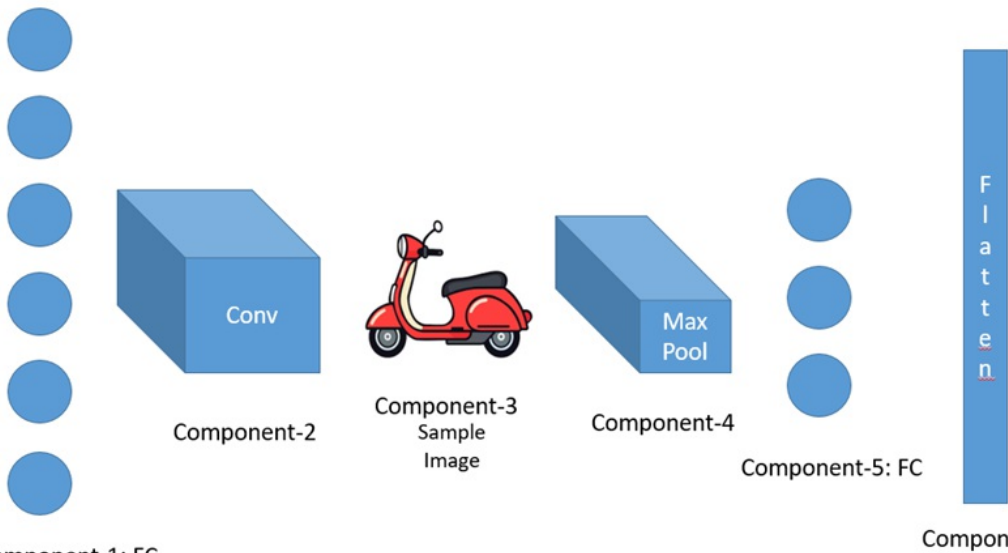 Conv
Component-2
Component-3
Sample
Image
Max
Pool
Component-4
Component-5: FC
F
l
a
t
t
e
n